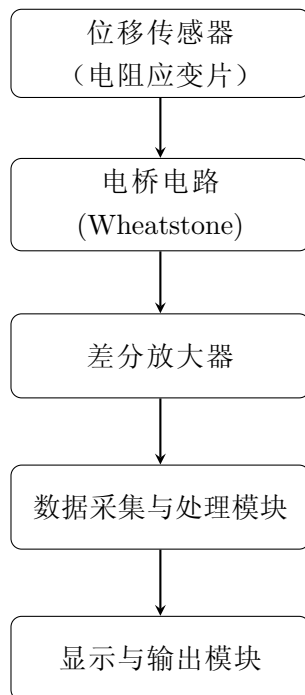 位移传感器
（电阻应变片）
电桥电路
(Wheatstone)
差分放大器
数据采集与处理模块
显示与输出模块